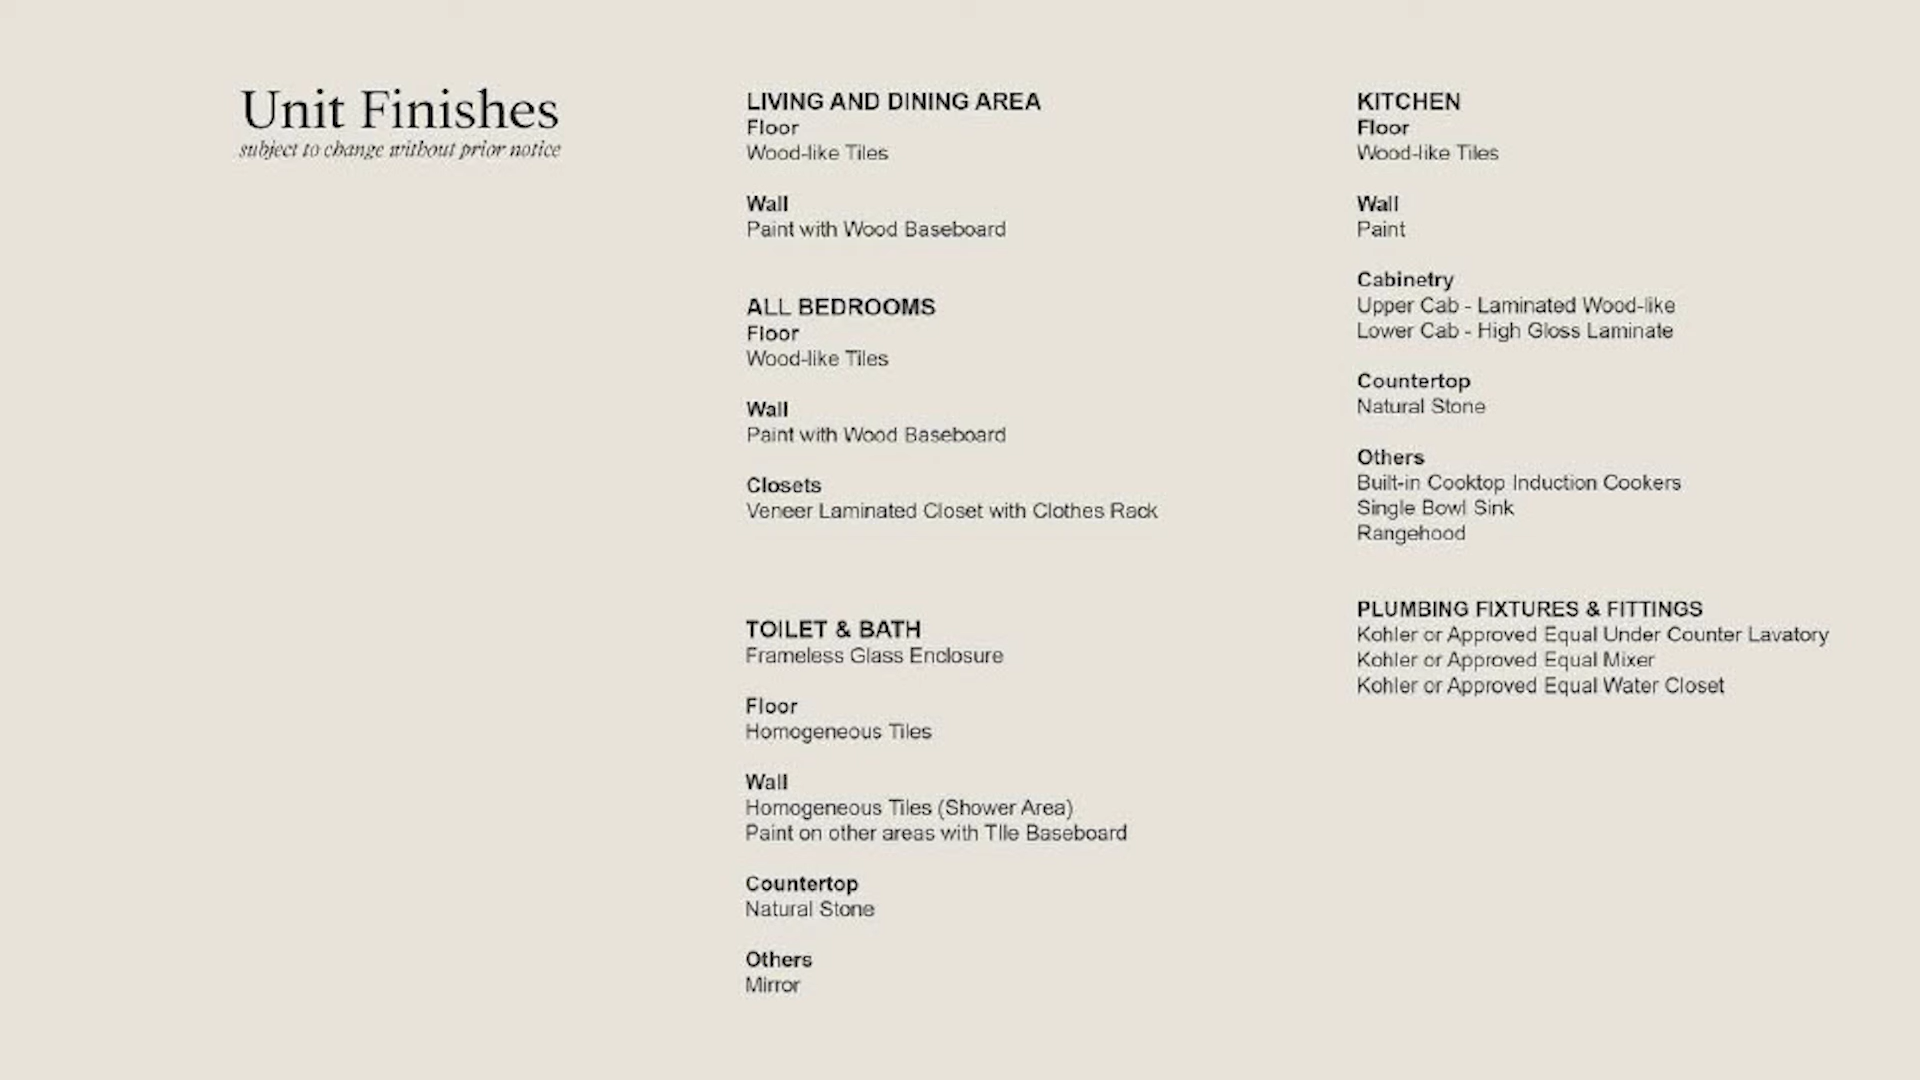 Unit Finishes
subject to change without prior notice
LIVING AND DINING AREA
Floor
Wood-like Tiles
Wall
Paint with Wood Baseboard
ALL BEDROOMS
Floor
Wood-like Tiles
Wall
Paint with Wood Baseboard
Closets
Veneer Laminated Closet with Clothes Rack
TOILET & BATH
Frameless Glass Enclosure
Floor
Homogeneous Tiles
Wall
Homogeneous Tiles (Shower Area)
Paint on other areas with TIle Baseboard
Countertop
Natural Stone
Others
Mirror
KITCHEN
Floor
Wood-like Tiles
Wall
Paint
Cabinetry
Upper Cab - Laminated Wood-like
Lower Cab - High Gloss Laminate
Countertop
Natural Stone
Others
Built-in Cooktop Induction Cookers
Single Bowl Sink
Rangehood
PLUMBING FIXTURES & FITTINGS
Kohler or Approved Equal Under Counter Lavatory
Kohler or Approved Equal Mixer
Kohler or Approved Equal Water Closet